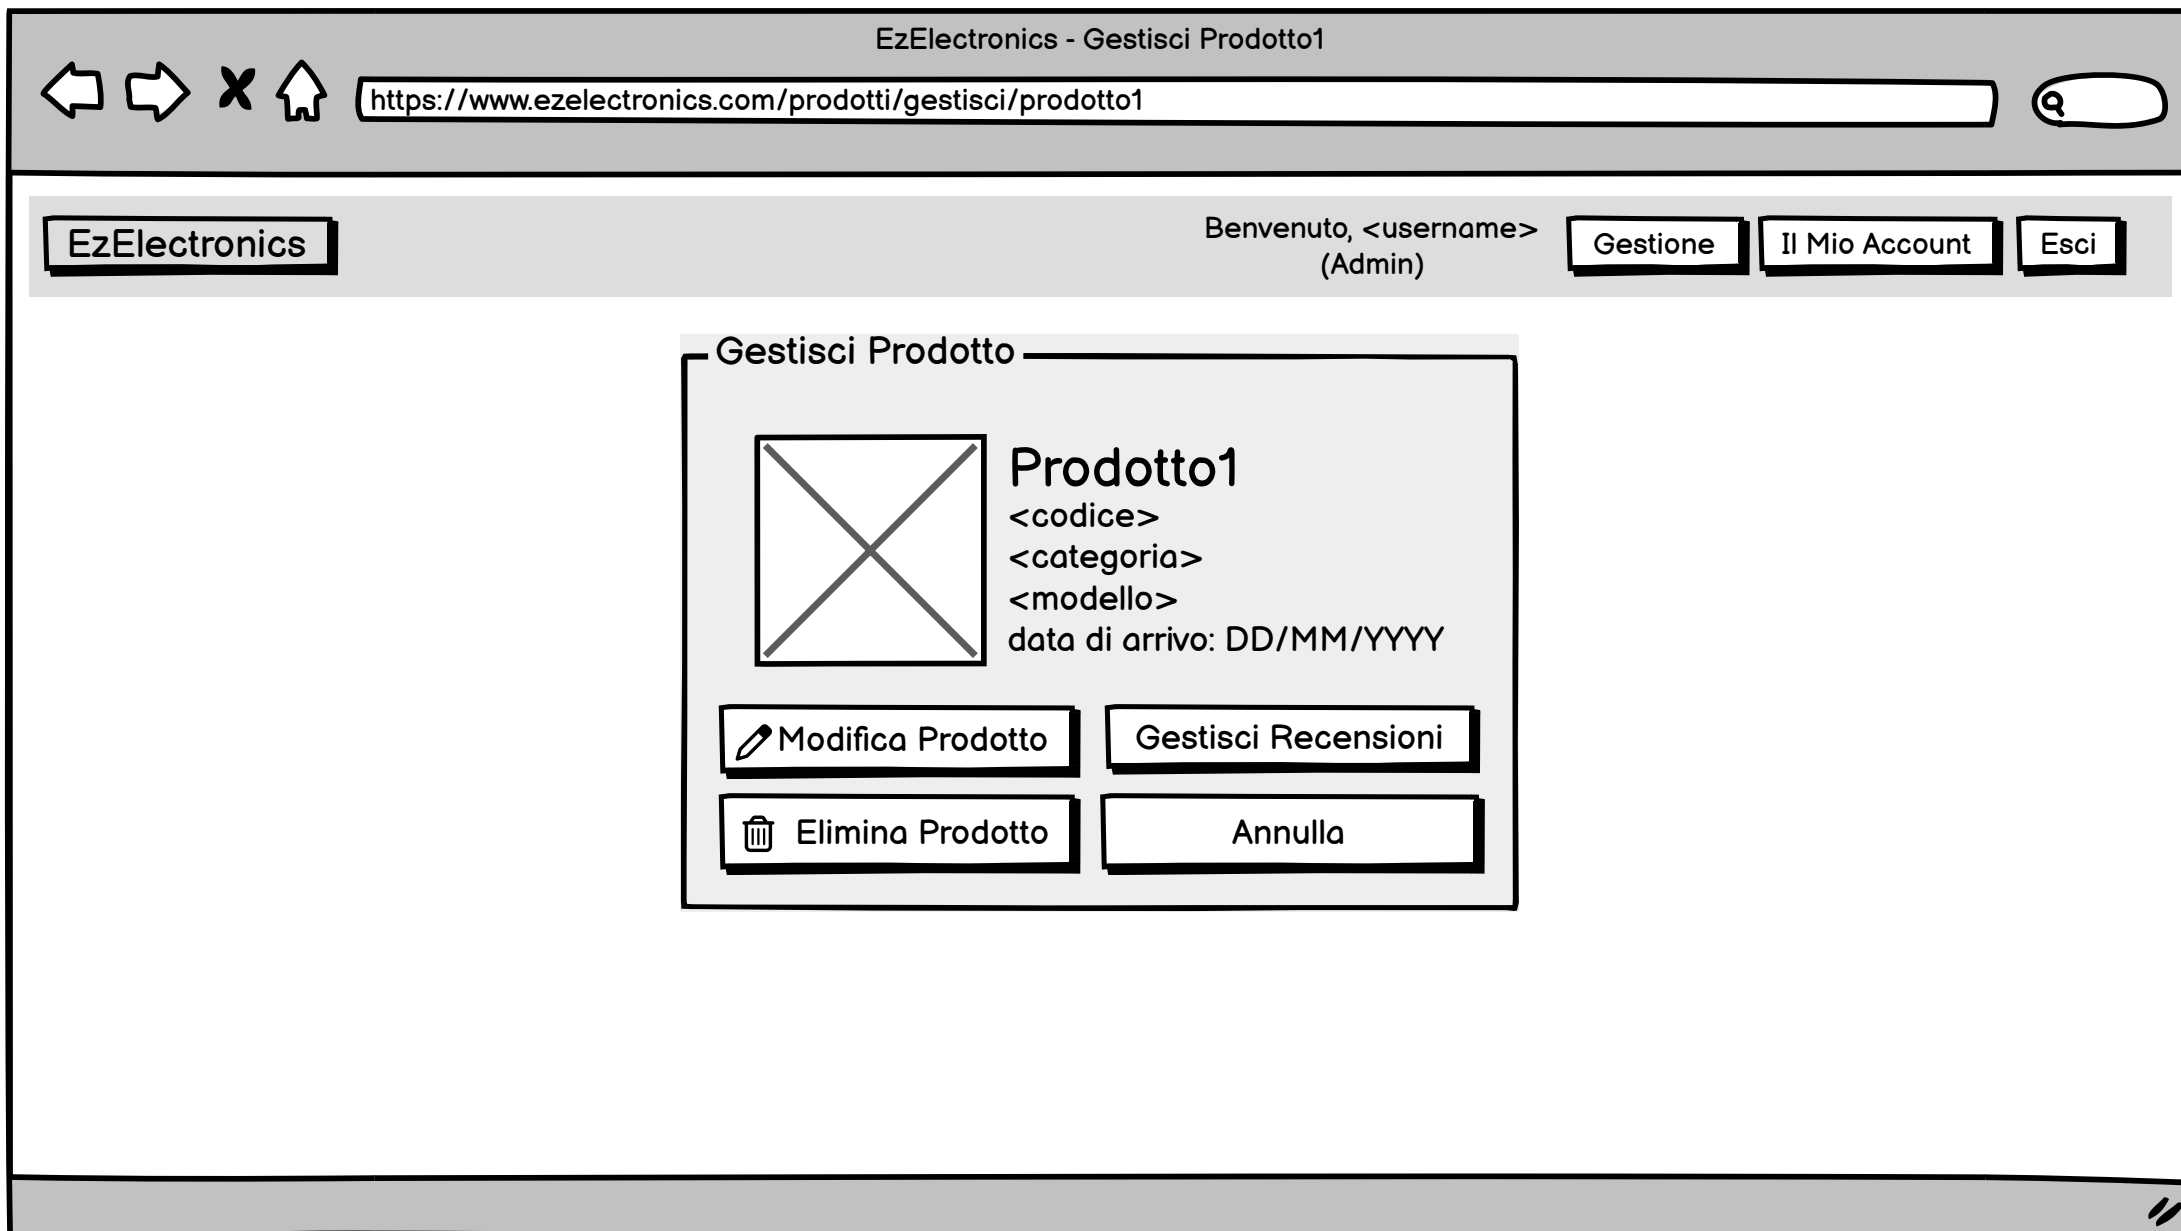 EzElectronics - Gestisci Prodotto1
https://www.ezelectronics.com/prodotti/gestisci/prodotto1
EzElectronics
Benvenuto, <username>
(Admin)
Gestione
Il Mio Account
Esci
Gestisci Prodotto
Prodotto1
<codice>
<categoria>
<modello>
data di arrivo: DD/MM/YYYY
Modifica Prodotto
Gestisci Recensioni
Elimina Prodotto
Annulla